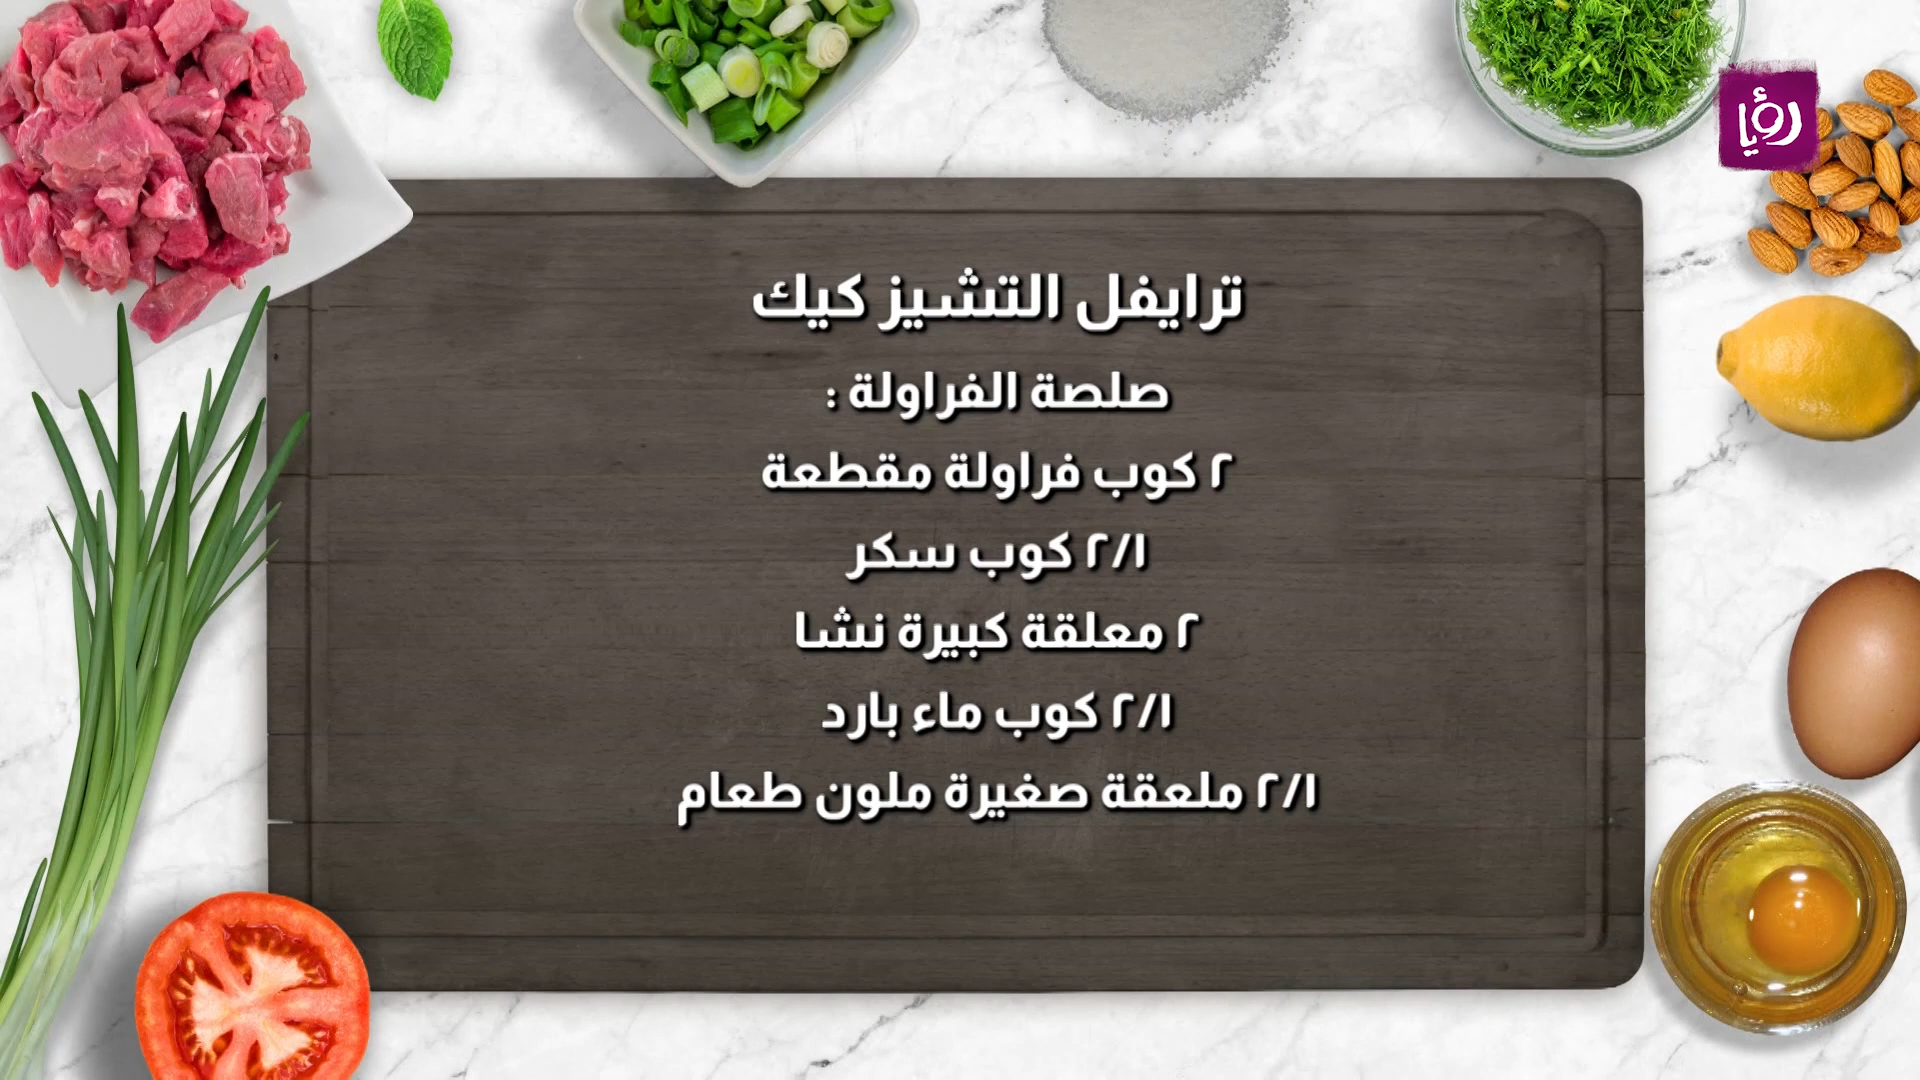 رؤيا
ترايفل التشيز كيك
صلصة الفراولة :
٢ كوب فراولة مقطعة
٢/١ كوب سكر
٢ معلقة كبيرة نشا
٢/١ كوب ماء بارد
٢/١ ملعقة صغيرة ملون طعام